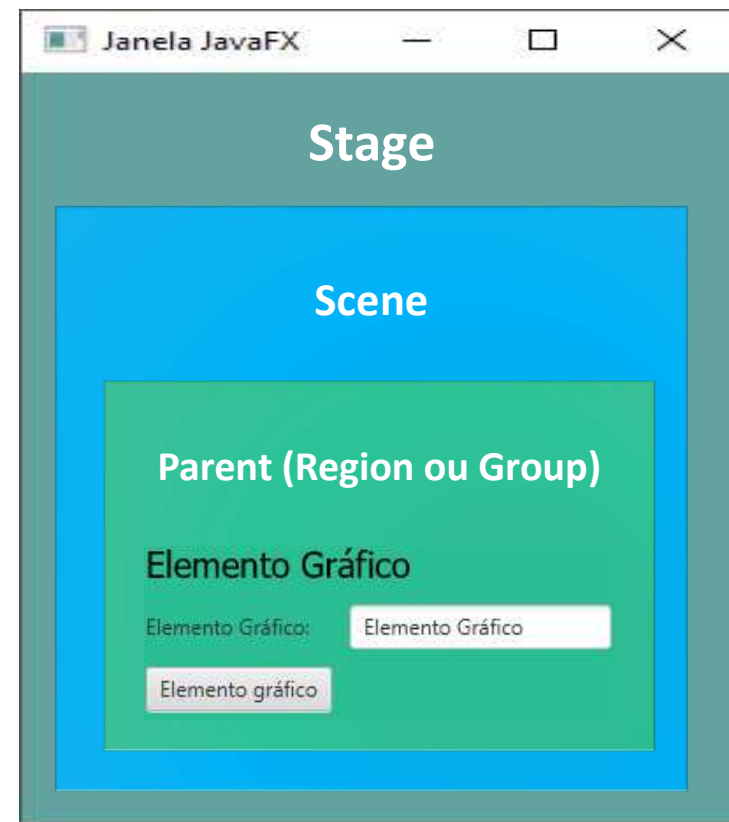 Janela JavaFX
Stage
Scene
Parent (Region ou Group)
Elemento Gráfico
Elemento Gráfico: Elemento Gráfico
Elemento gráfico